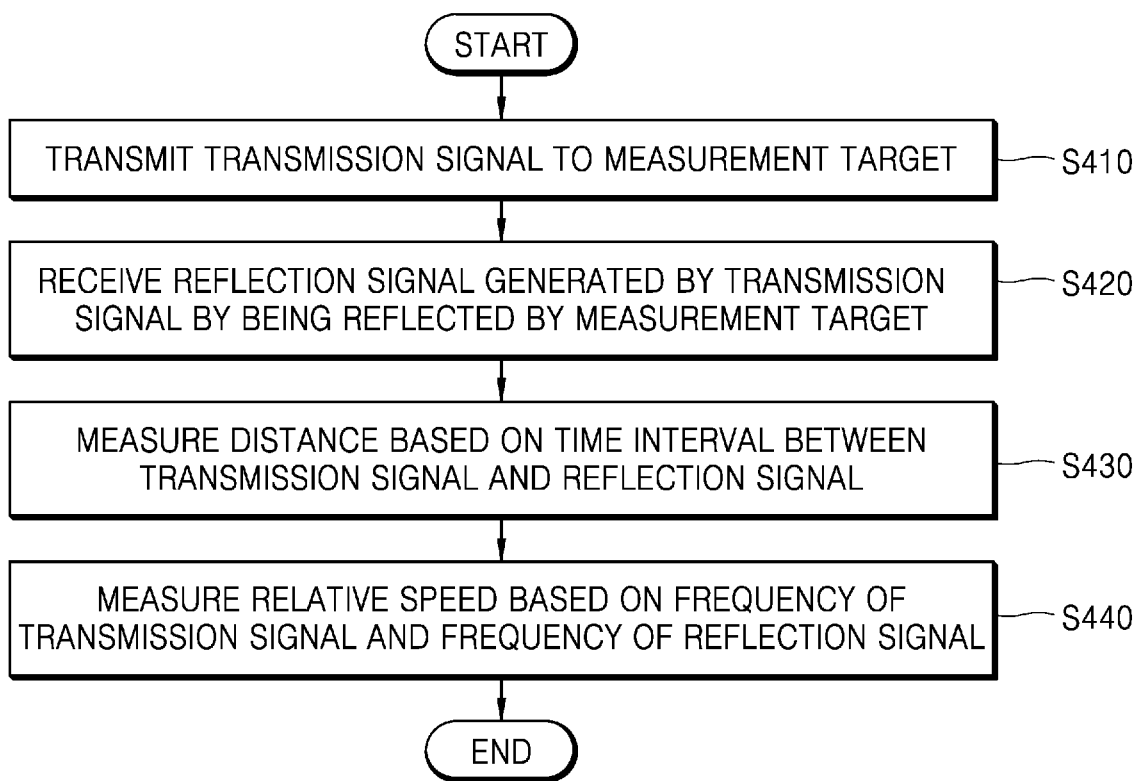 START
TRANSMIT TRANSMISSION SIGNAL TO MEASUREMENT TARGET
S410
RECEIVE REFLECTION SIGNAL GENERATED BY TRANSMISSION
SIGNAL BY BEING REFLECTED BY MEASUREMENT TARGET
S420
MEASURE DISTANCE BASED ON TIME INTERVAL BETWEEN
TRANSMISSION SIGNAL AND REFLECTION SIGNAL
S430
MEASURE RELATIVE SPEED BASED ON FREQUENCY OF
TRANSMISSION SIGNAL AND FREQUENCY OF REFLECTION SIGNAL
S440
END